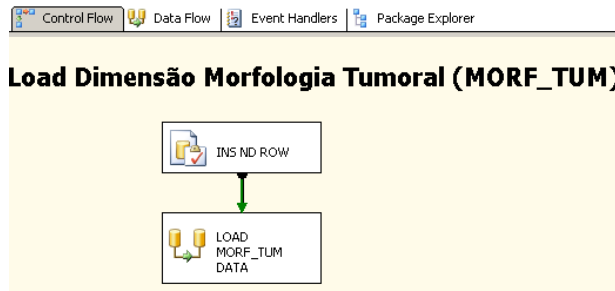 Control Flow Data Flow Event Handlers Package Explorer
Load Dimensão Morfologia Tumoral (MORF_TUM)
INS ND ROW
LOAD
MORF_TUM
DATA